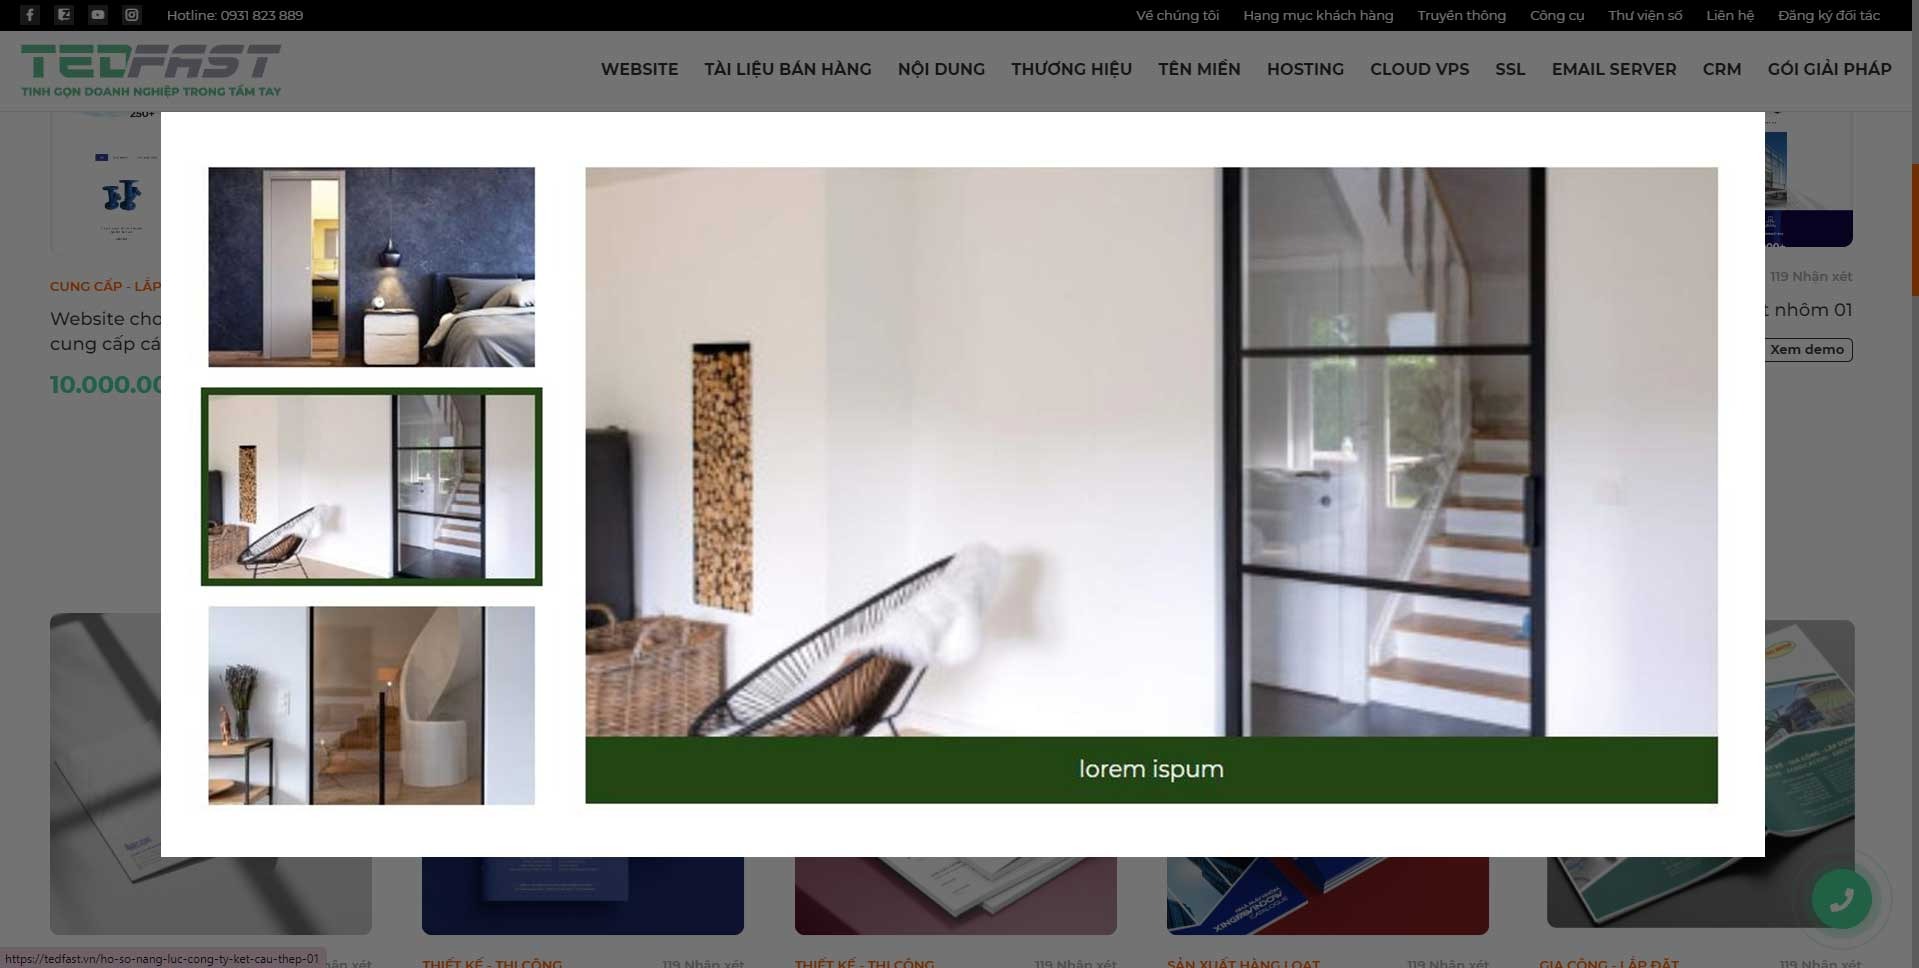 Hotline: 0931 823 889
Về chúng tôi Hạng mục khách hàng Truyền thông Công cụ Thư viện số Liên hệ Đăng ký đối tác
TEDFAST
TINH GỌN DOANH NGHIỆP TRONG TẦM TAY
WEBSITE TÀI LIỆU BÁN HÀNG NỘI DUNG THƯƠNG HIỆU TÊN MIỀN HOSTING CLOUD VPS SSL EMAIL SERVER CRM GÓI GIẢI PHÁP
250+
CUNG CẤP - LẮP
119 Nhận xét
Website cho
cung cấp cá
nhôm 01
10.000.00
Xem demo
lorem ispum
CATALOGUE
https://tedfast.vn/ho-so-nang-luc-cong-ty-ket-cau-thep-01
THIẾT KẾ - THI CÔNG
119 Nhận xét
THIẾT KẾ - THI CÔNG
119 Nhận xét
SẢN XUẤT HÀNG LOẠT
119 Nhận xét
GIA CÔNG - LẮP ĐẶT
119 Nhận xét